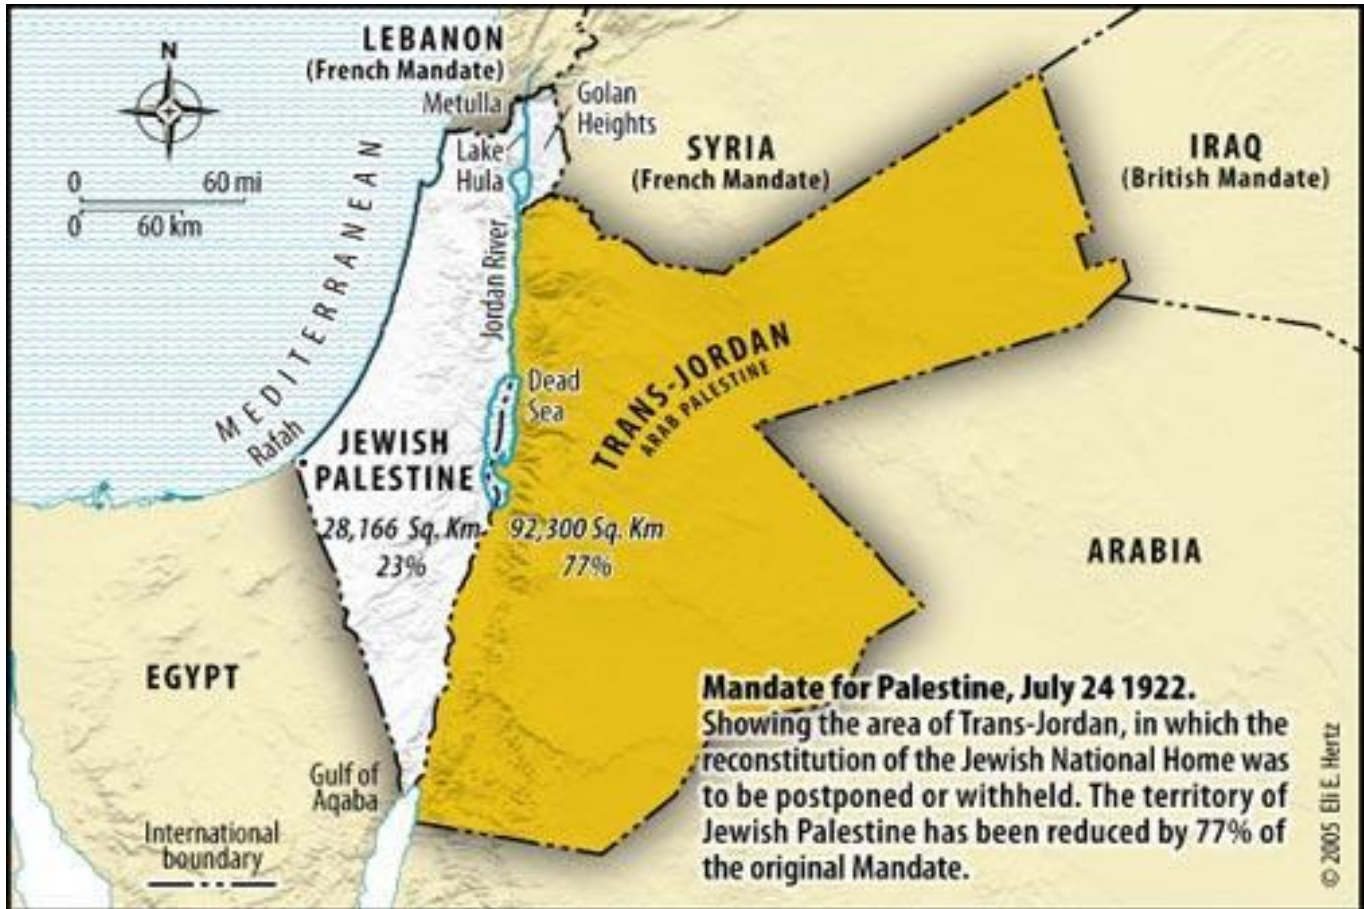 LEBANON
(French Mandate)
Metulla
Golan
Heights
N
Lake
Hula
SYRIA
(French Mandate)
IRAQ
(British Mandate)
0 60 mi
0 60 km
MEDITERRANEAN
Jordan River
TRANS-JORDAN
ARAB PALESTINE
Dead
Sea
Rafah
JEWISH
PALESTINE
28,166 Sq. Km
23%
92,300 Sq. Km
77%
ARABIA
EGYPT
Gulf of
Aqaba
International
boundary
Mandate for Palestine, July 24 1922.
Showing the area of Trans-Jordan, in which the
reconstitution of the Jewish National Home was
to be postponed or withheld. The territory of
Jewish Palestine has been reduced by 77% of
the original Mandate.
© 2005 Eli E. Hertz